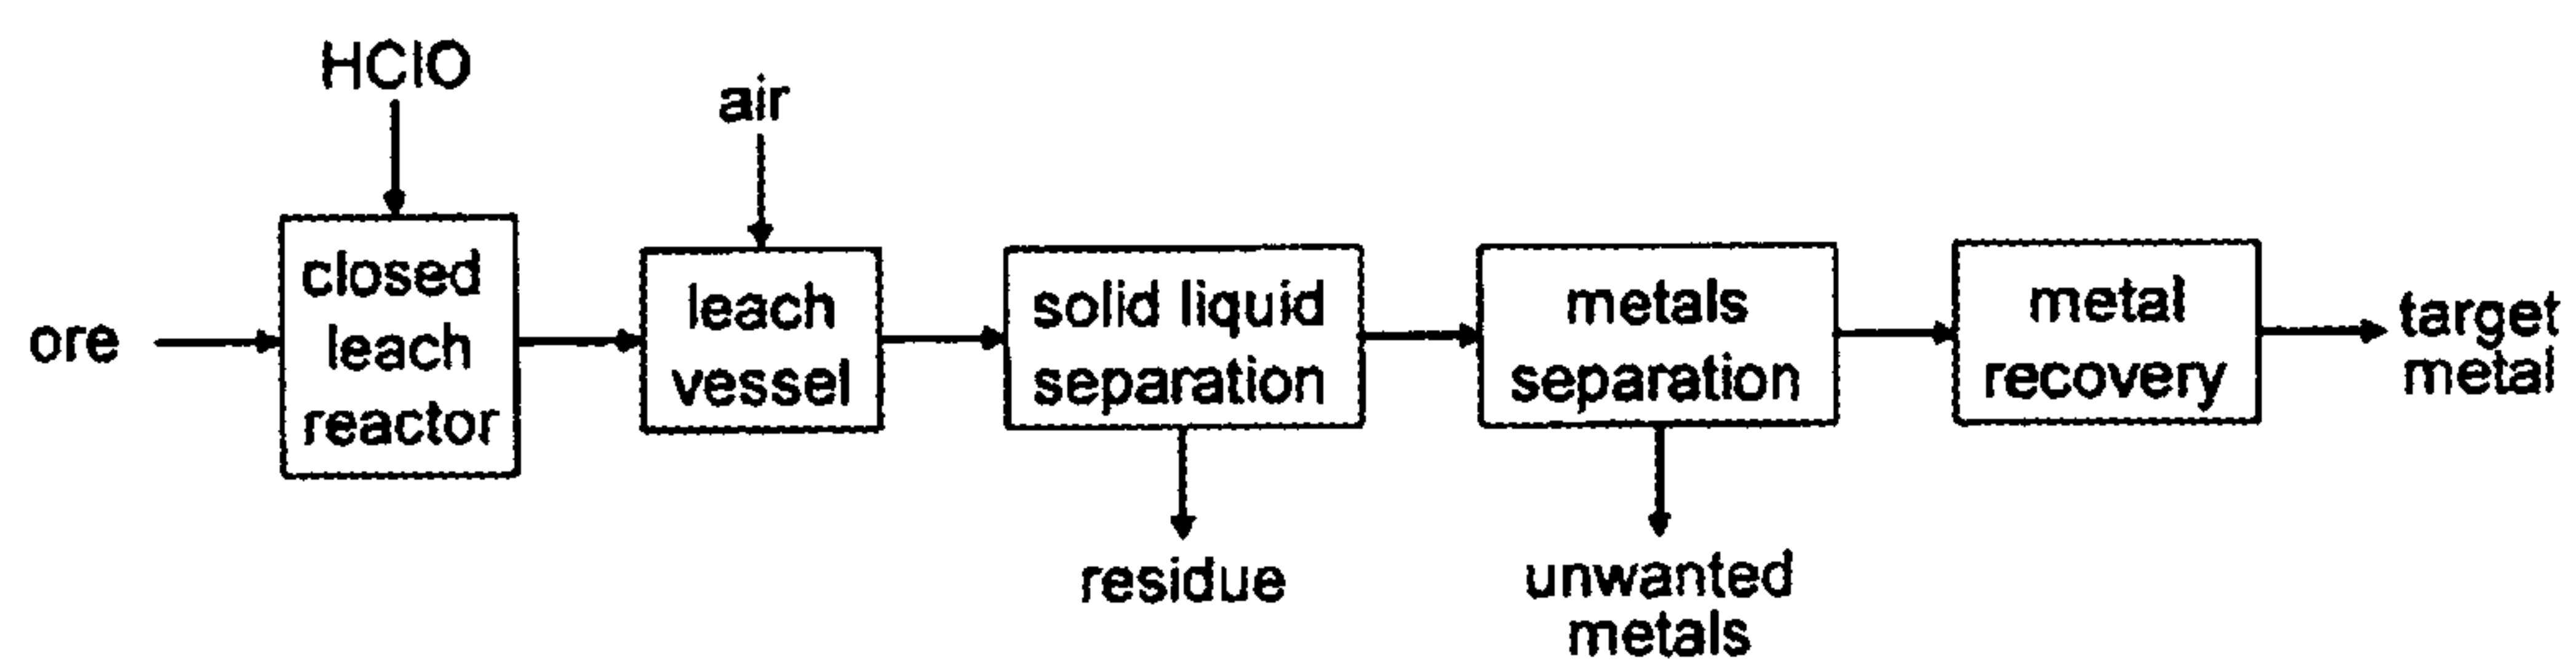 HClO
air
ore
closed
leach
reactor
leach
vessel
solid liquid
separation
metals
separation
metal
recovery
target
metal
residue
unwanted
metals